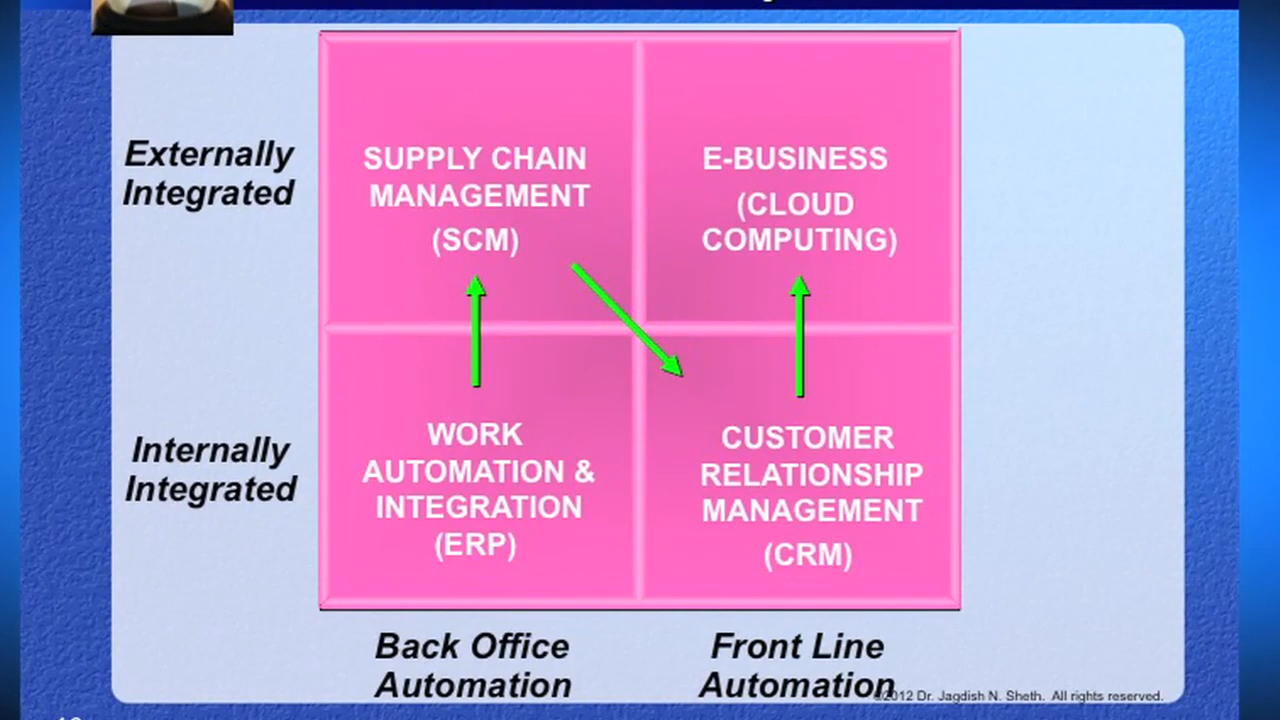 Externally
Integrated
SUPPLY CHAIN
MANAGEMENT
(SCM)
E-BUSINESS
(CLOUD
COMPUTING)
Internally
Integrated
WORK
AUTOMATION &
INTEGRATION
(ERP)
CUSTOMER
RELATIONSHIP
MANAGEMENT
(CRM)
Back Office
Automation
Front Line
Automation
©2012 Dr. Jagdish N. Sheth. All rights reserved.